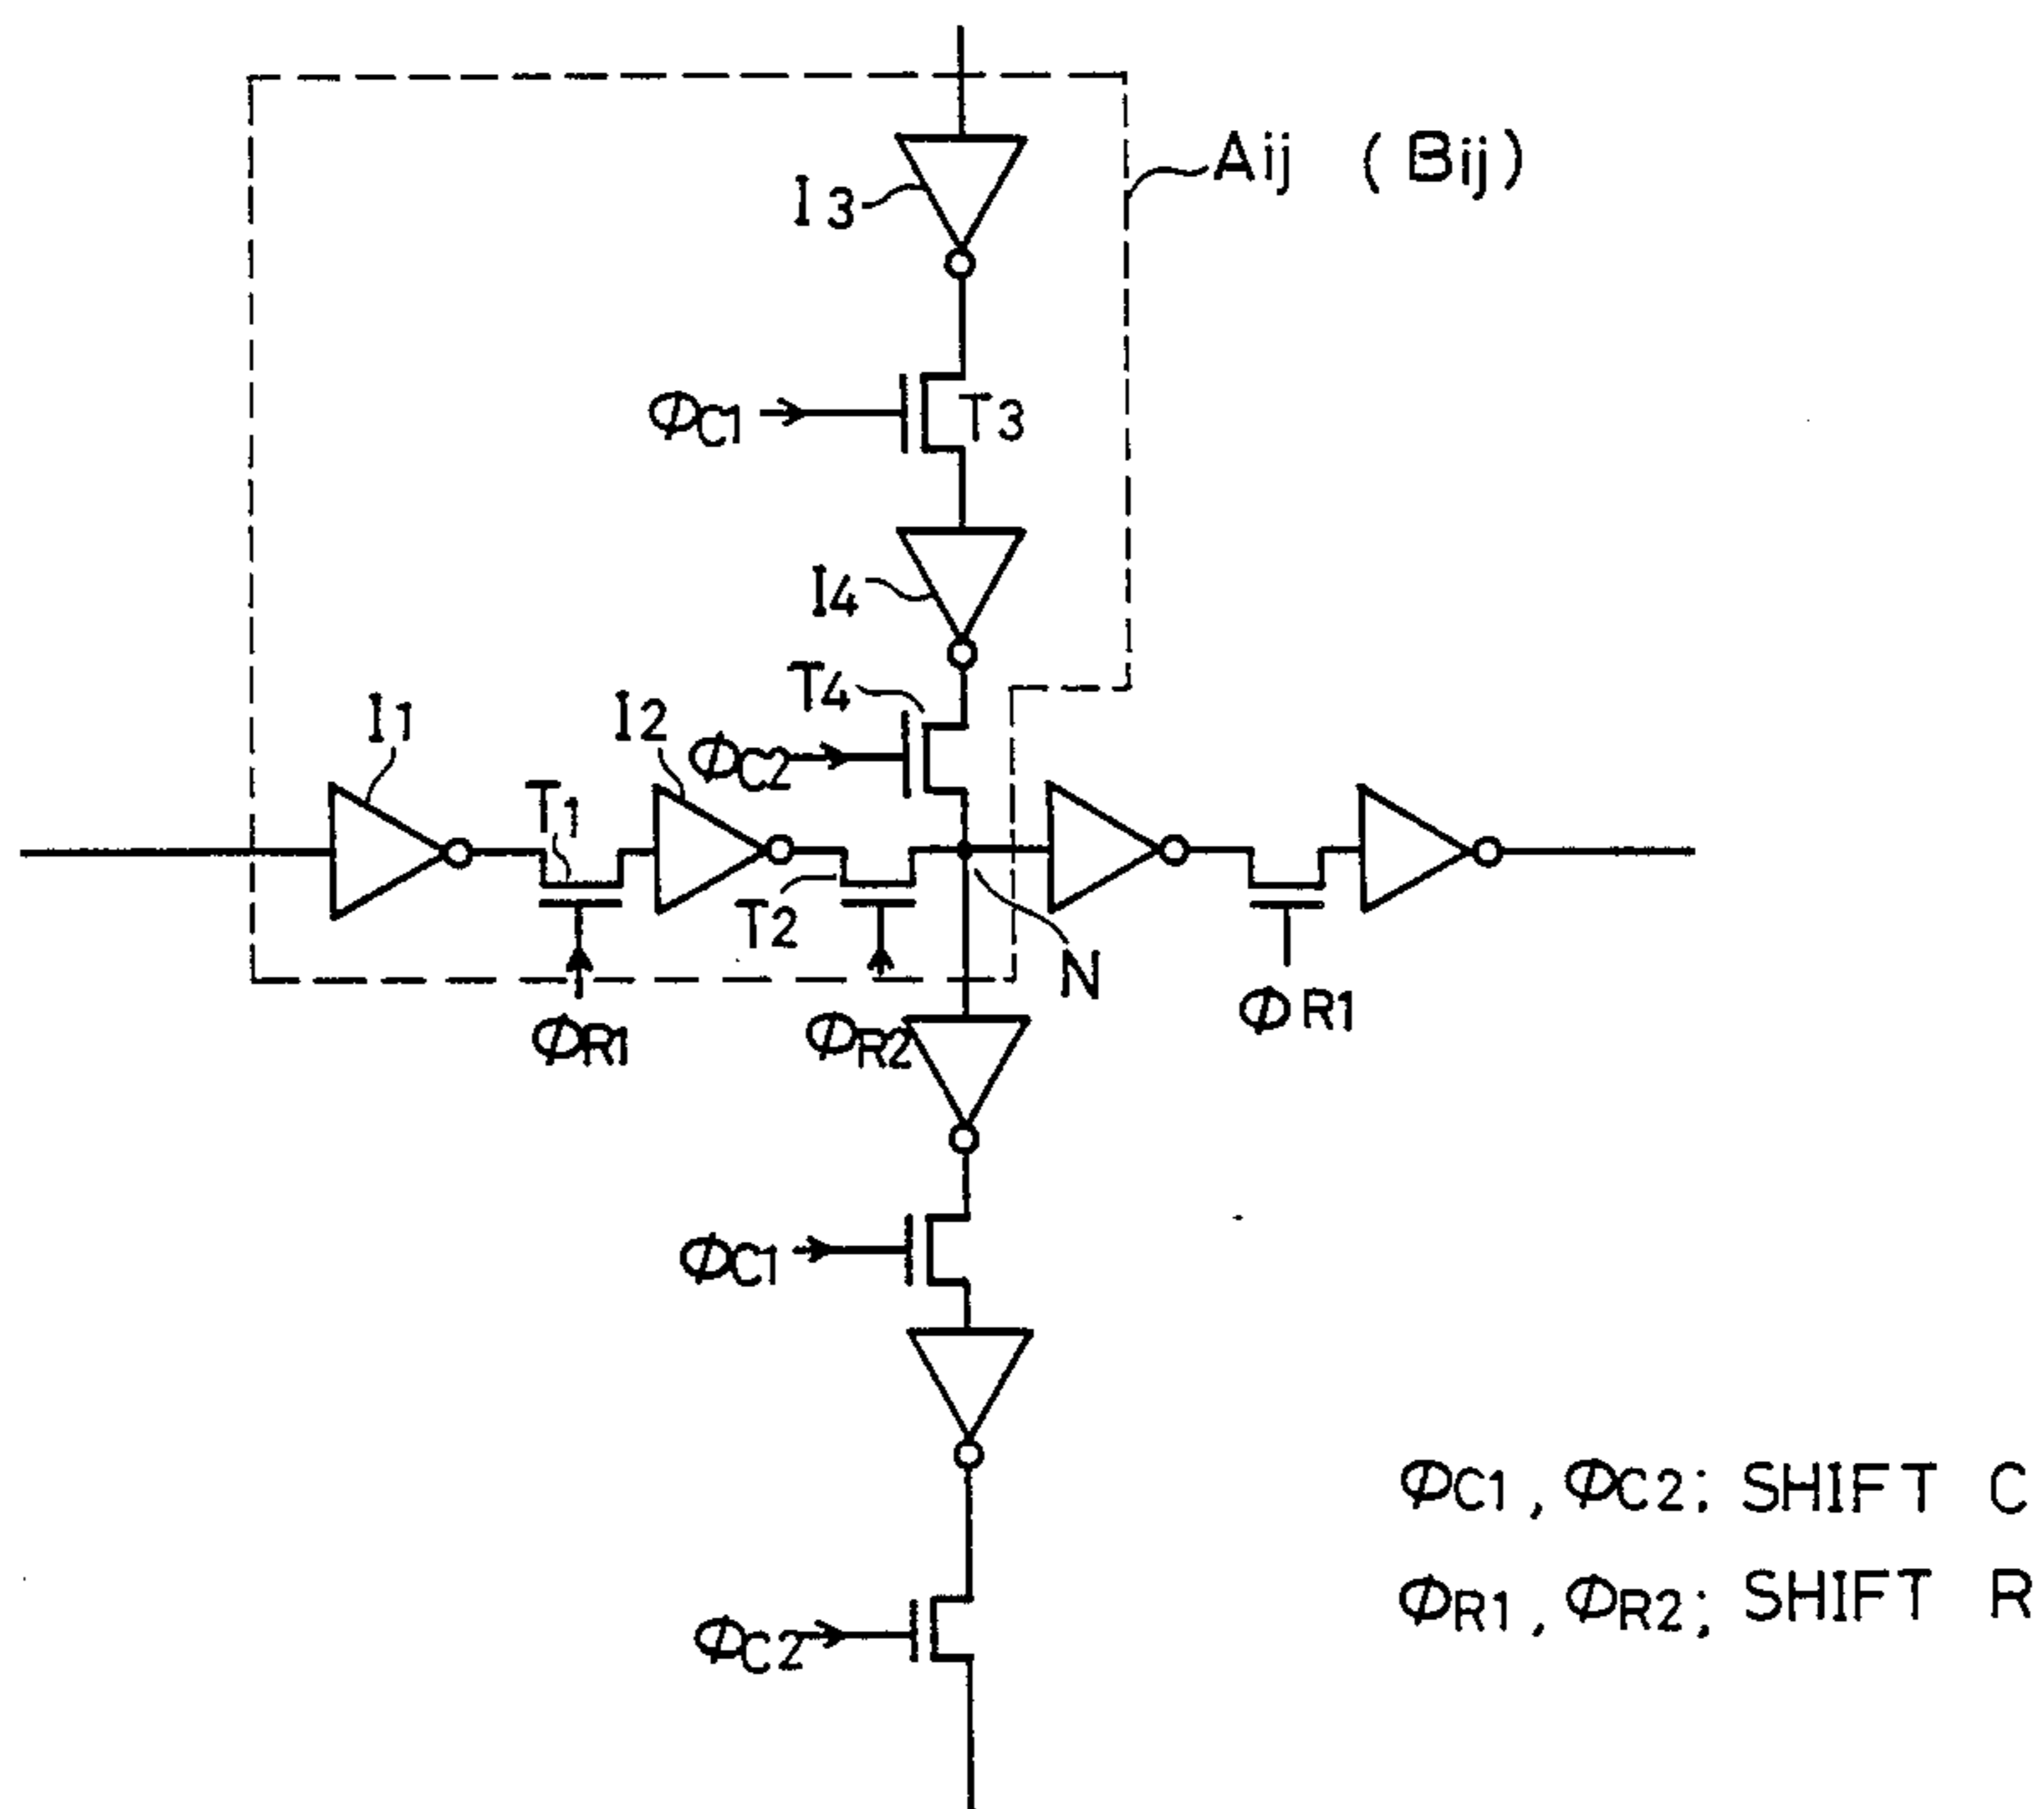 Aij (Bij)
I3
ΦC1
T3
I4
T4
I1
I2
ΦC2
T1
T2
N
ΦR1
ΦR2
ΦR1
ΦC1
ΦC2
ΦC1, ΦC2; SHIFT C
ΦR1, ΦR2; SHIFT R